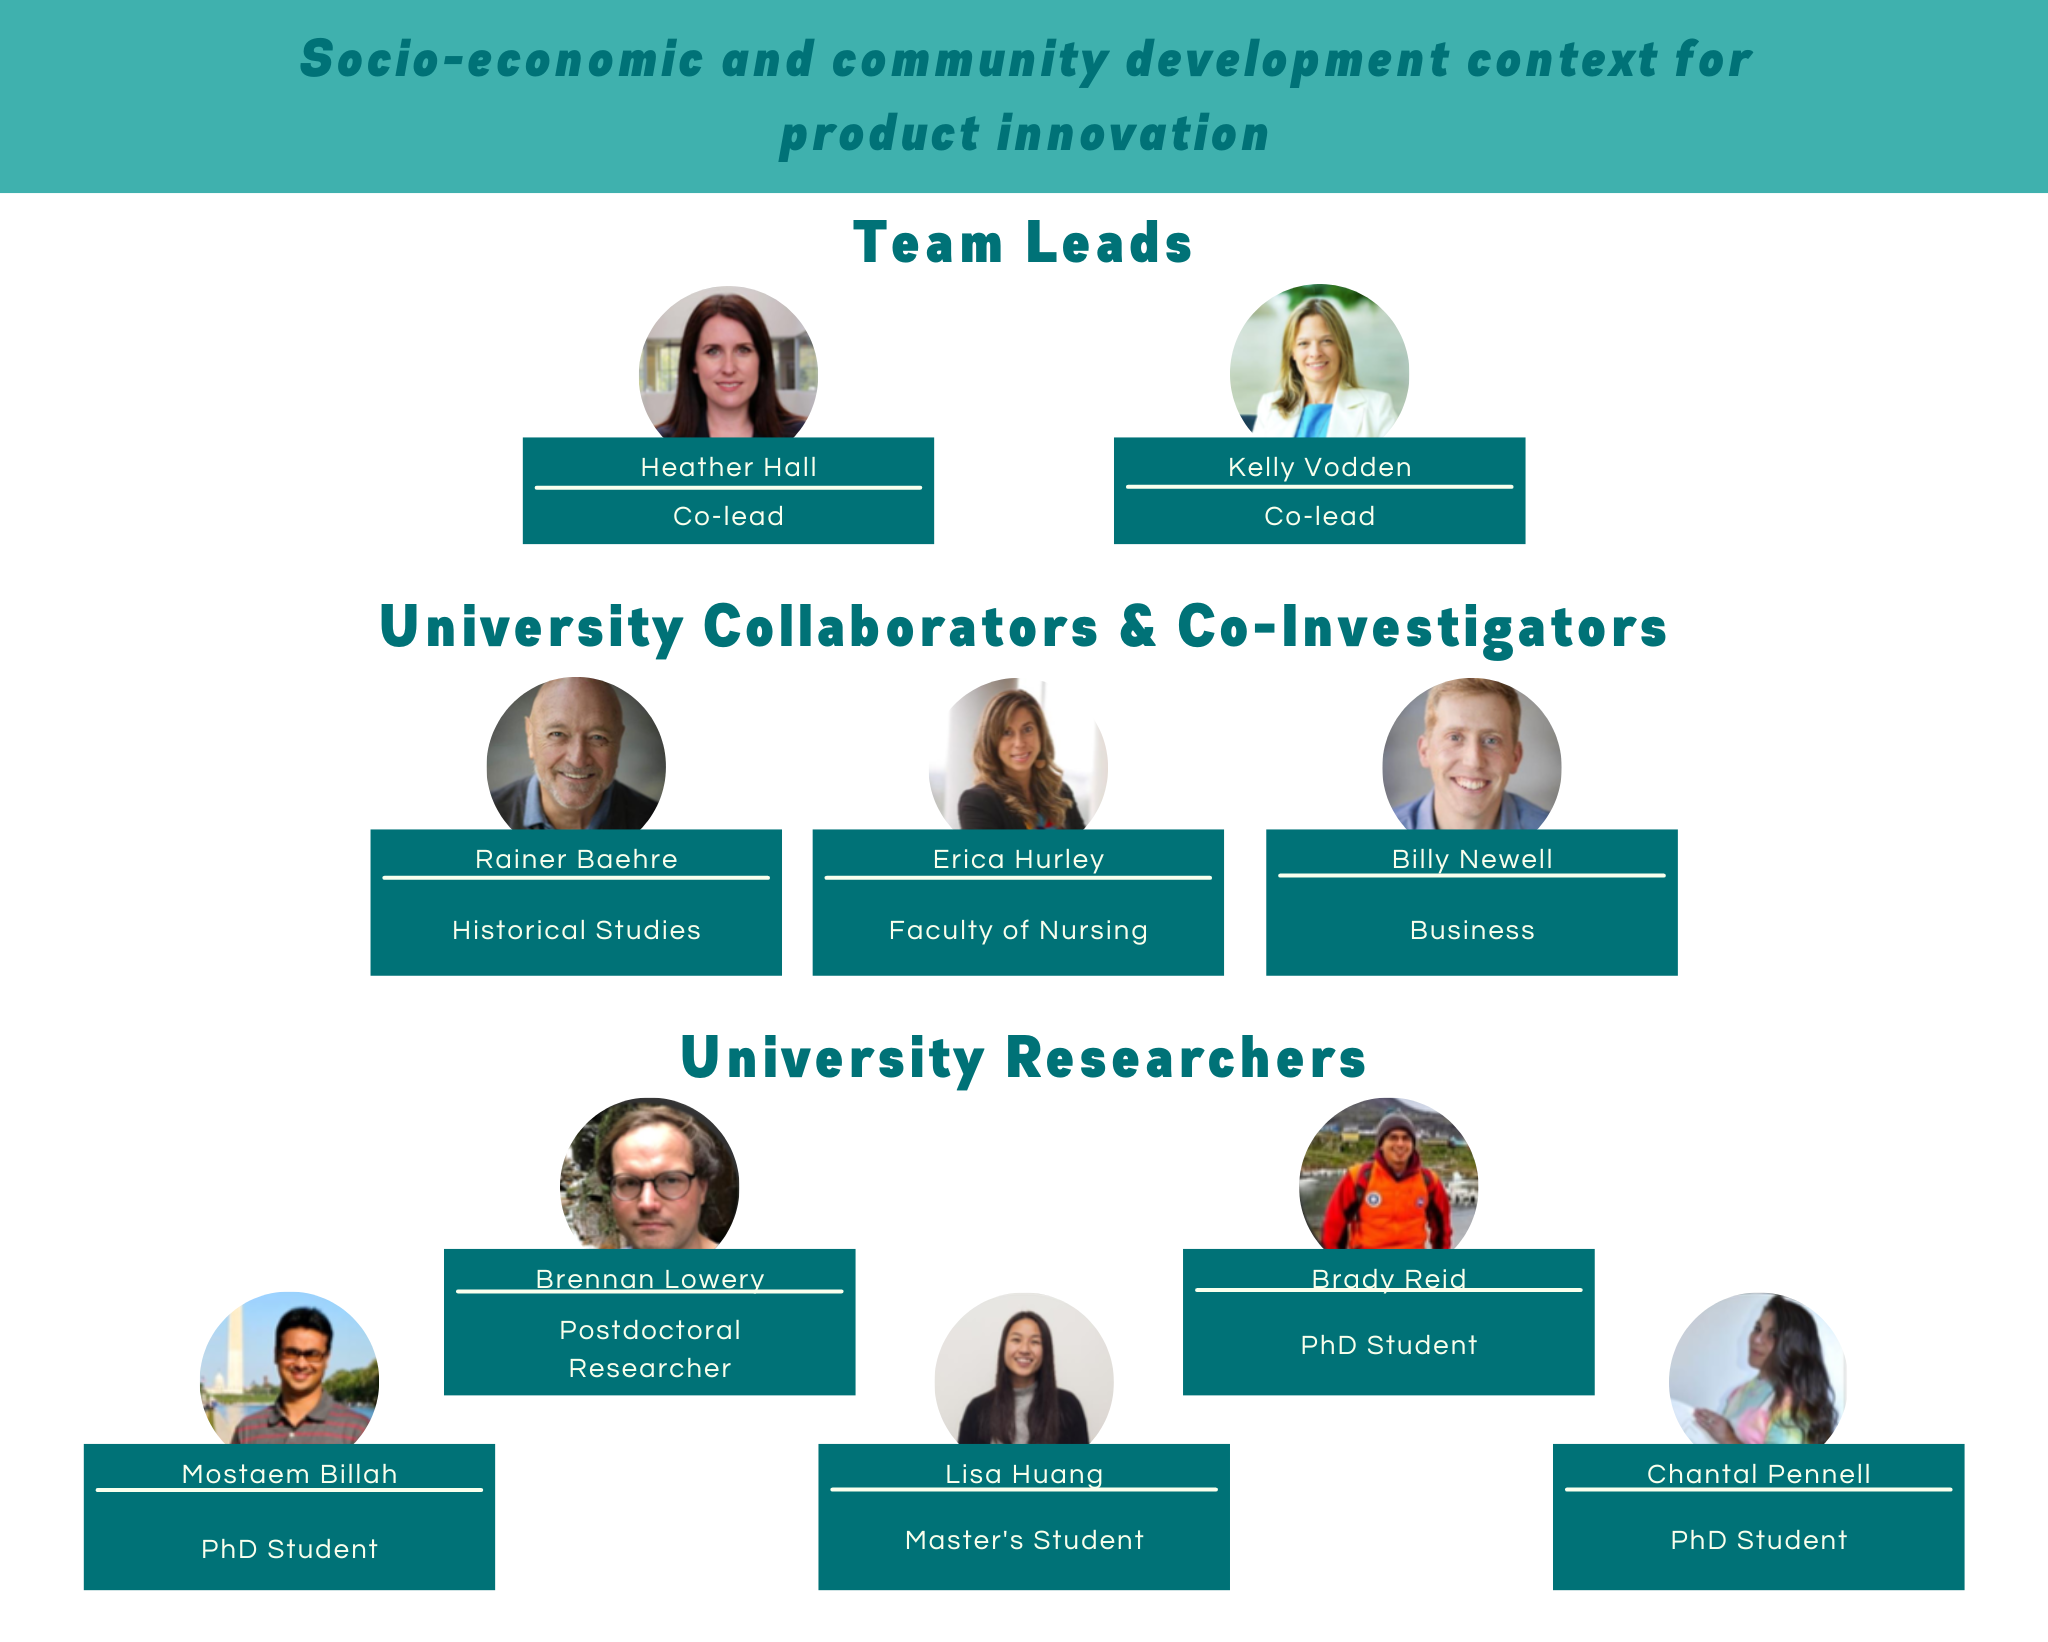 Socio-economic and community development context for
product innovation
Team Leads
Heather Hall
Co-lead
Kelly Vodden
Co-lead
University Collaborators & Co-Investigators
Rainer Baehre
Historical Studies
Erica Hurley
Faculty of Nursing
Billy Newell
Business
University Researchers
Brennan Lowery
Postdoctoral
Researcher
Brady Reid
PhD Student
Mostaem Billah
PhD Student
Lisa Huang
Master's Student
Chantal Pennell
PhD Student